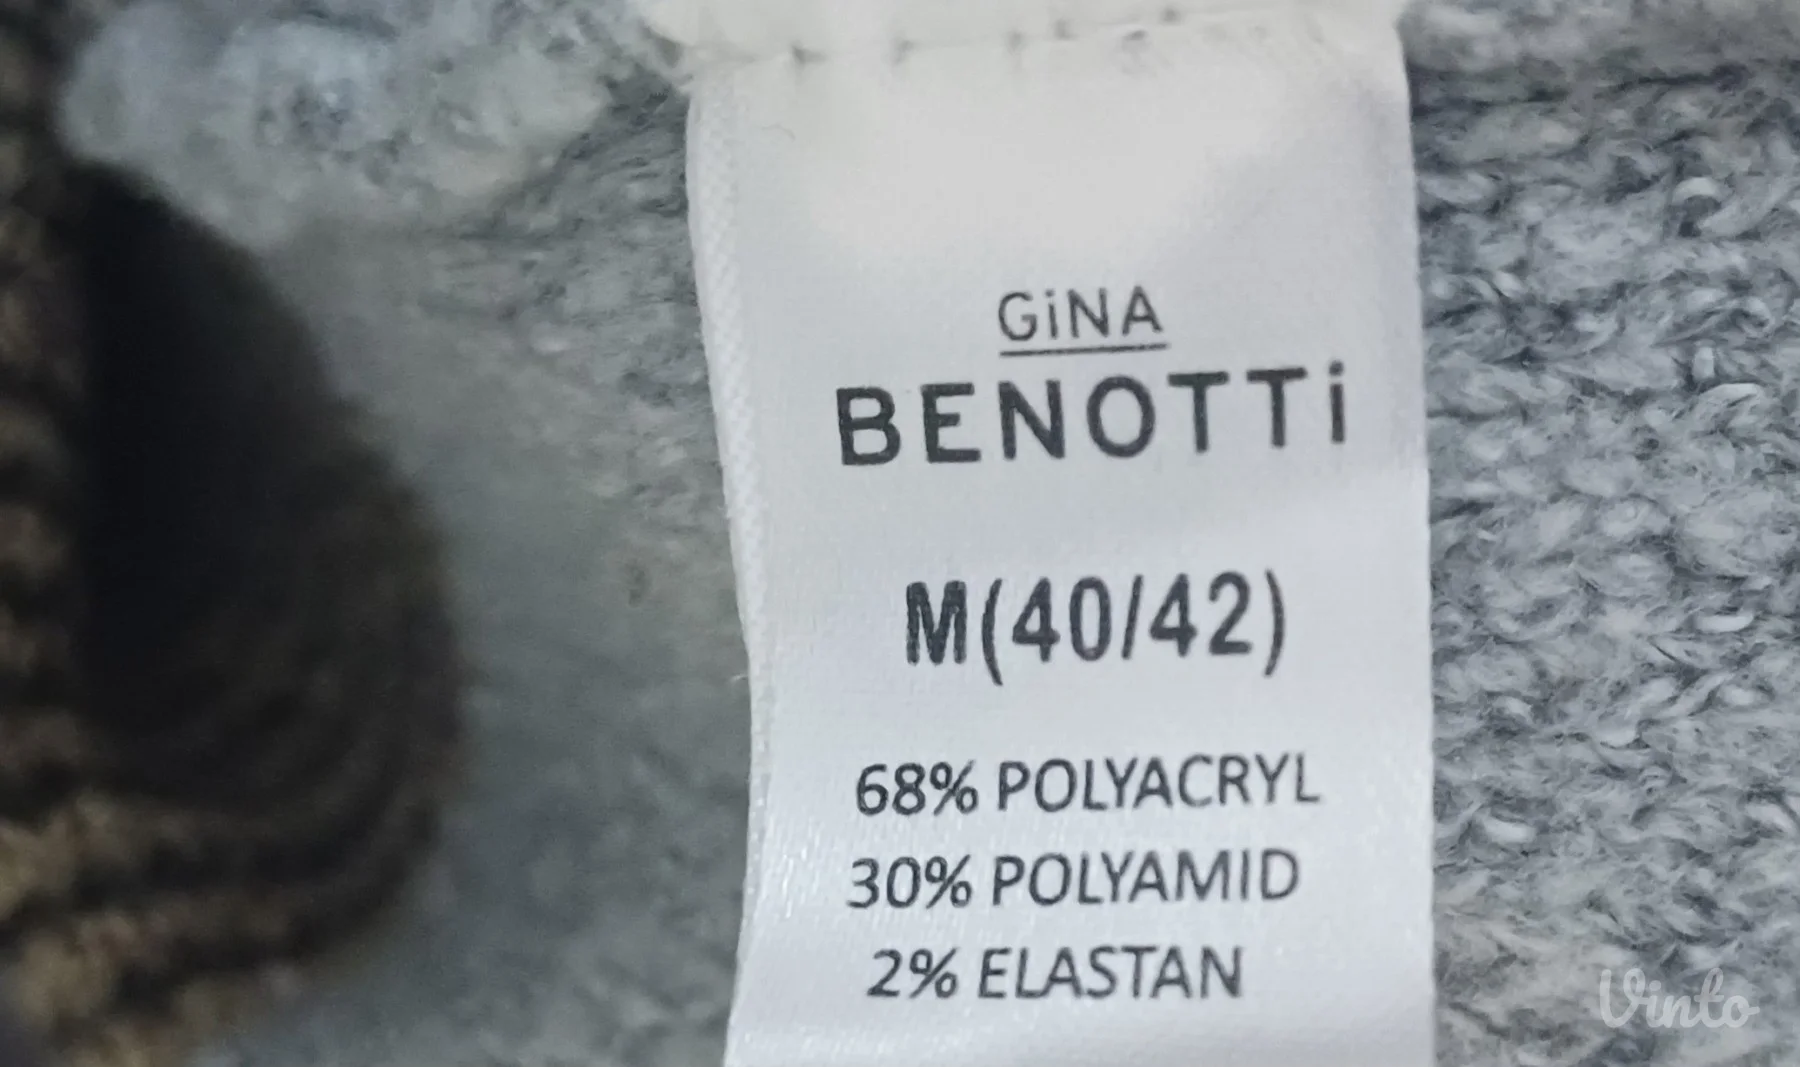 GiNA
BENOTTi
M(40/42)
68% POLYACRYL
30% POLYAMID
2% ELASTAN
Vinto